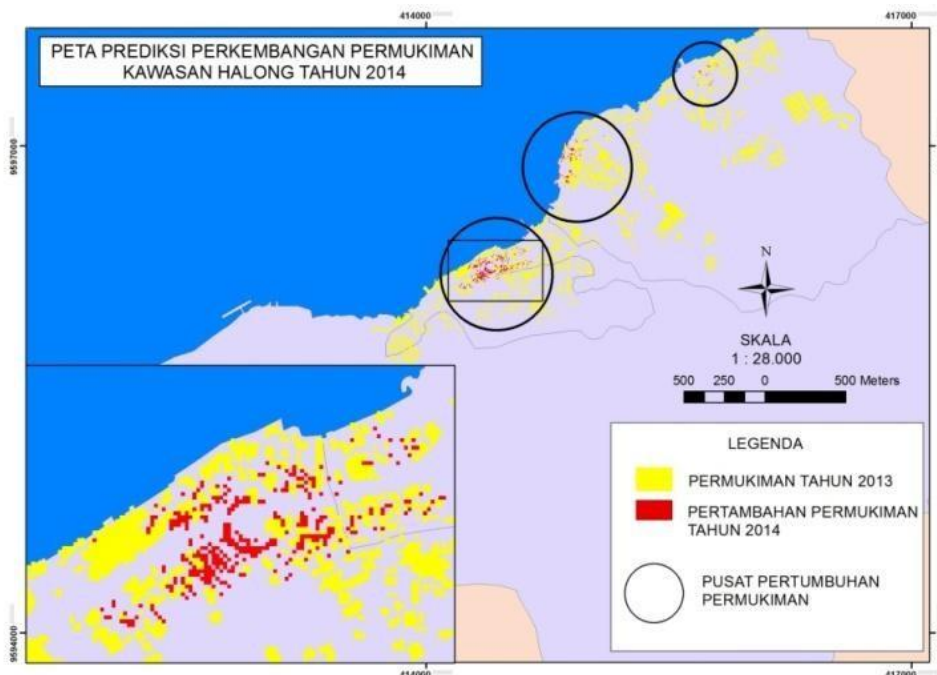 414000
417000
PETA PREDIKSI PERKEMBANGAN PERMUKIMAN
KAWASAN HALONG TAHUN 2014
9597000
N
SKALA
1 : 28.000
500 250 0 500 Meters
LEGENDA
PERMUKIMAN TAHUN 2013
PERTAMBAHAN PERMUKIMAN
TAHUN 2014
PUSAT PERTUMBUHAN
PERMUKIMAN
9594000
414000
417000